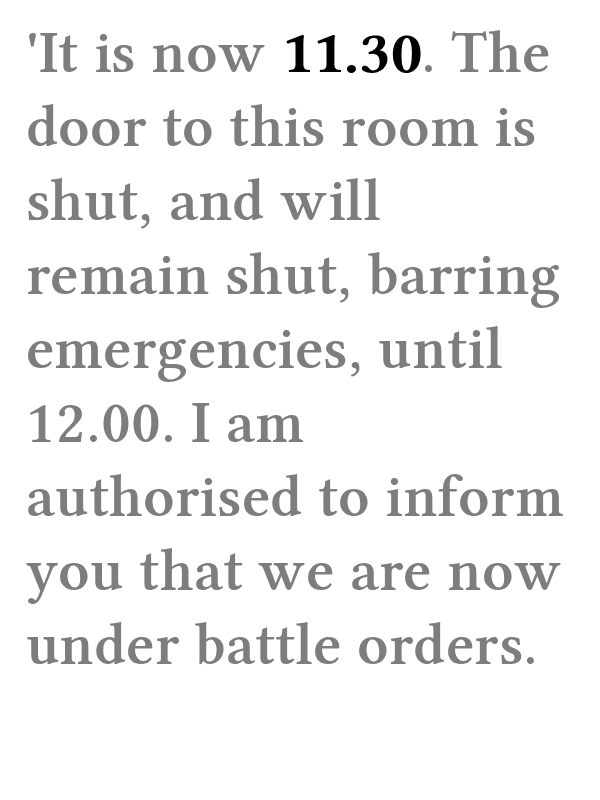 'It is now 11.30. The
door to this room is
shut, and will
remain shut, barring
emergencies, until
12.00. I am
authorised to inform
you that we are now
under battle orders.